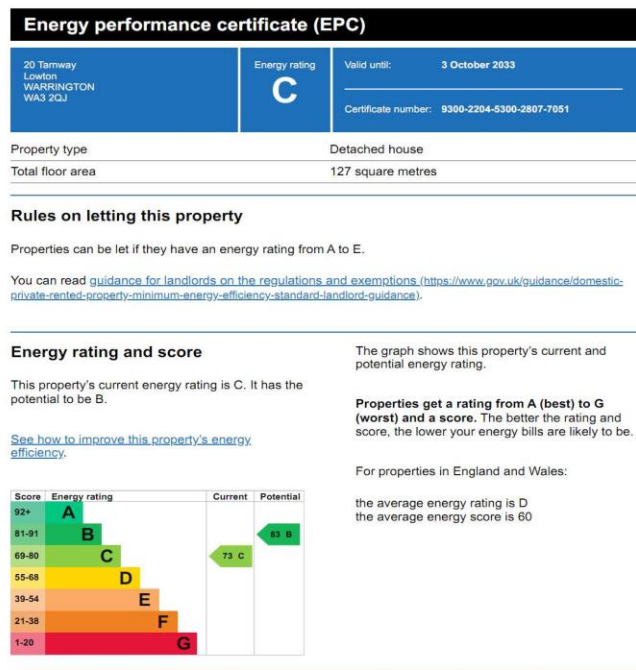 Energy performance certificate (EPC)
20 Tamway
Lowton
WARRINGTON
WA3 2QJ
Energy rating
C
Valid until: 3 October 2033
Certificate number: 9300-2204-5300-2807-7051
Property type Detached house
Total floor area 127 square metres
Rules on letting this property
Properties can be let if they have an energy rating from A to E.
You can read guidance for landlords on the regulations and exemptions (https://www.gov.uk/guidance/domestic-
private-rented-property-minimum-energy-efficiency-standard-landlord-guidance).
Energy rating and score
This property's current energy rating is C. It has the
potential to be B.
See how to improve this property's energy
efficiency.
Score Energy rating Current Potential
92+ A
81-91 B 83 B
69-80 C 73 C
55-68 D
39-54 E
21-38 F
1-20 G
The graph shows this property's current and
potential energy rating.
Properties get a rating from A (best) to G
(worst) and a score. The better the rating and
score, the lower your energy bills are likely to be.
For properties in England and Wales:
the average energy rating is D
the average energy score is 60